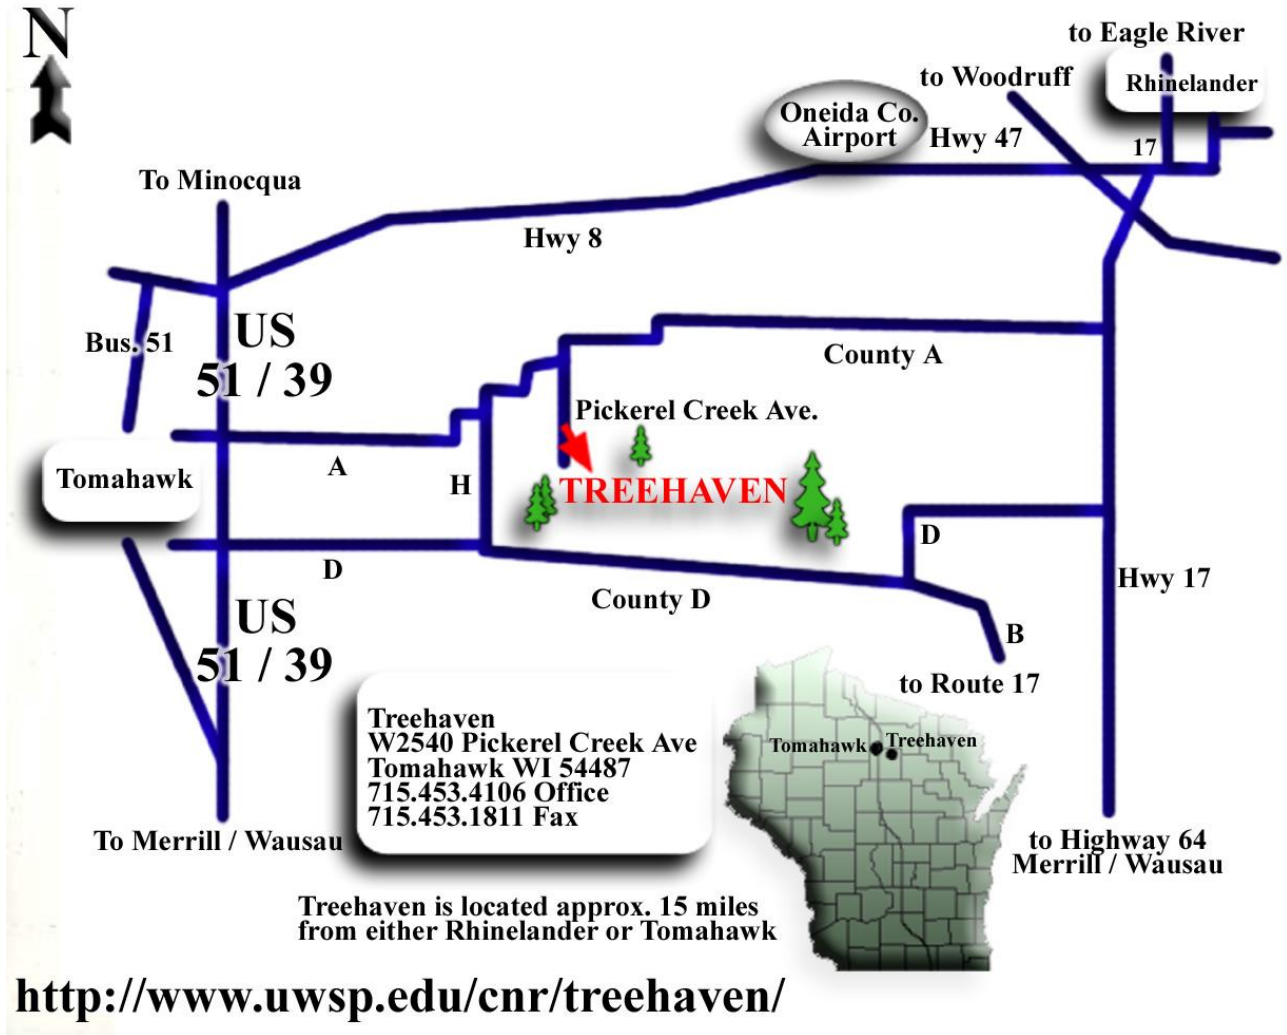 N
to Eagle River
to Woodruff
Rhinelander
Oneida Co.
Airport
Hwy 47
17
To Minocqua
Hwy 8
Bus. 51
US
51 / 39
County A
Pickerel Creek Ave.
A
Tomahawk
H
TREEHAVEN
D
D
Hwy 17
County D
US
51 / 39
B
to Route 17
Treehaven
W2540 Pickerel Creek Ave
Tomahawk WI 54487
715.453.4106 Office
715.453.1811 Fax
Tomahawk
Treehaven
To Merrill / Wausau
to Highway 64
Merrill / Wausau
Treehaven is located approx. 15 miles
from either Rhinelander or Tomahawk
http://www.uwsp.edu/cnr/treehaven/